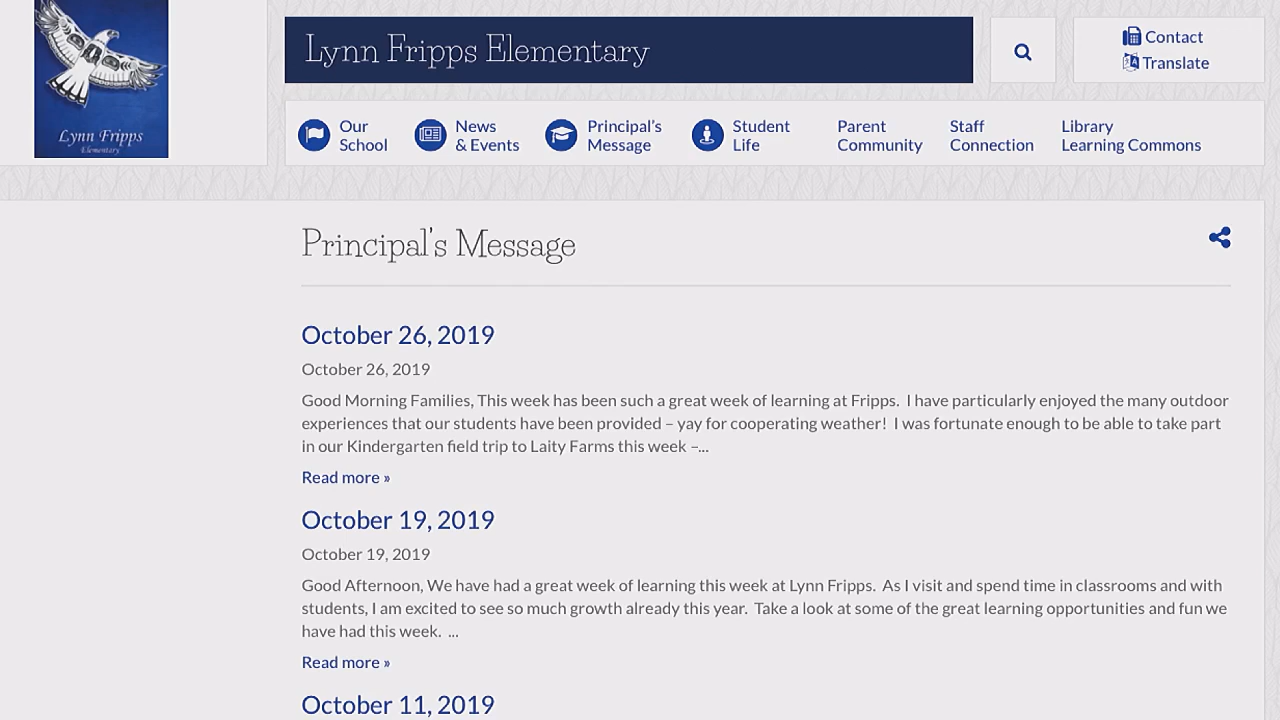 Lynn Fripps
Elementary
Lynn Fripps Elementary
Contact
Translate
Our
School
News
& Events
Principal's
Message
Student
Life
Parent
Community
Staff
Connection
Library
Learning Commons
Principal's Message
October 26, 2019
October 26, 2019
Good Morning Families, This week has been such a great week of learning at Fripps.  I have particularly enjoyed the many outdoor
experiences that our students have been provided – yay for cooperating weather!  I was fortunate enough to be able to take part
in our Kindergarten field trip to Laity Farms this week –...
Read more »
October 19, 2019
October 19, 2019
Good Afternoon, We have had a great week of learning this week at Lynn Fripps.  As I visit and spend time in classrooms and with
students, I am excited to see so much growth already this year.  Take a look at some of the great learning opportunities and fun we
have had this week.  ...
Read more »
October 11, 2019